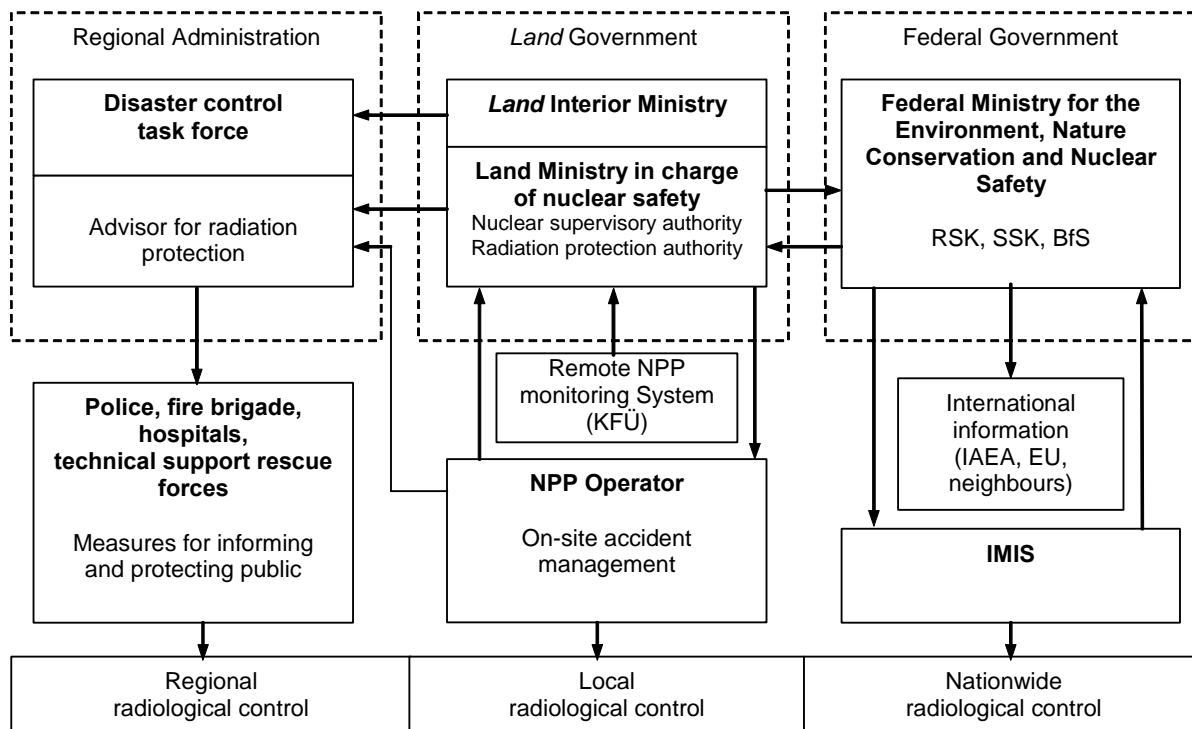 Regional Administration
Disaster control
task force
Advisor for radiation
protection
Police, fire brigade,
hospitals,
technical support rescue
forces
Measures for informing
and protecting public
Regional
radiological control
Land Government
Land Interior Ministry
Land Ministry in charge
of nuclear safety
Nuclear supervisory authority
Radiation protection authority
Remote NPP
monitoring System
(KFÜ)
NPP Operator
On-site accident
management
Local
radiological control
Federal Government
Federal Ministry for the
Environment, Nature
Conservation and Nuclear
Safety
RSK, SSK, BfS
International
information
(IAEA, EU,
neighbours)
IMIS
Nationwide
radiological control